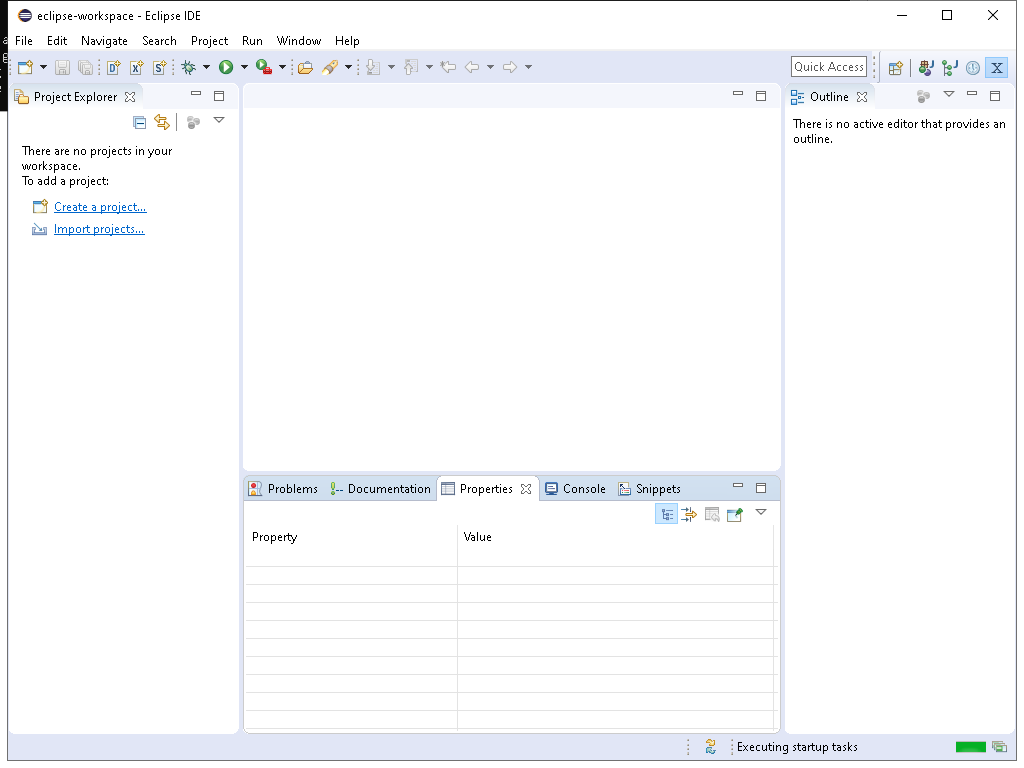 eclipse-workspace - Eclipse IDE
File Edit Navigate Search Project Run Window Help
Quick Access
Project Explorer
There are no projects in your
workspace.
To add a project:
Create a project...
Import projects...
Outline
There is no active editor that provides an
outline.
Problems Documentation Properties Console Snippets
Property Value
Executing startup tasks